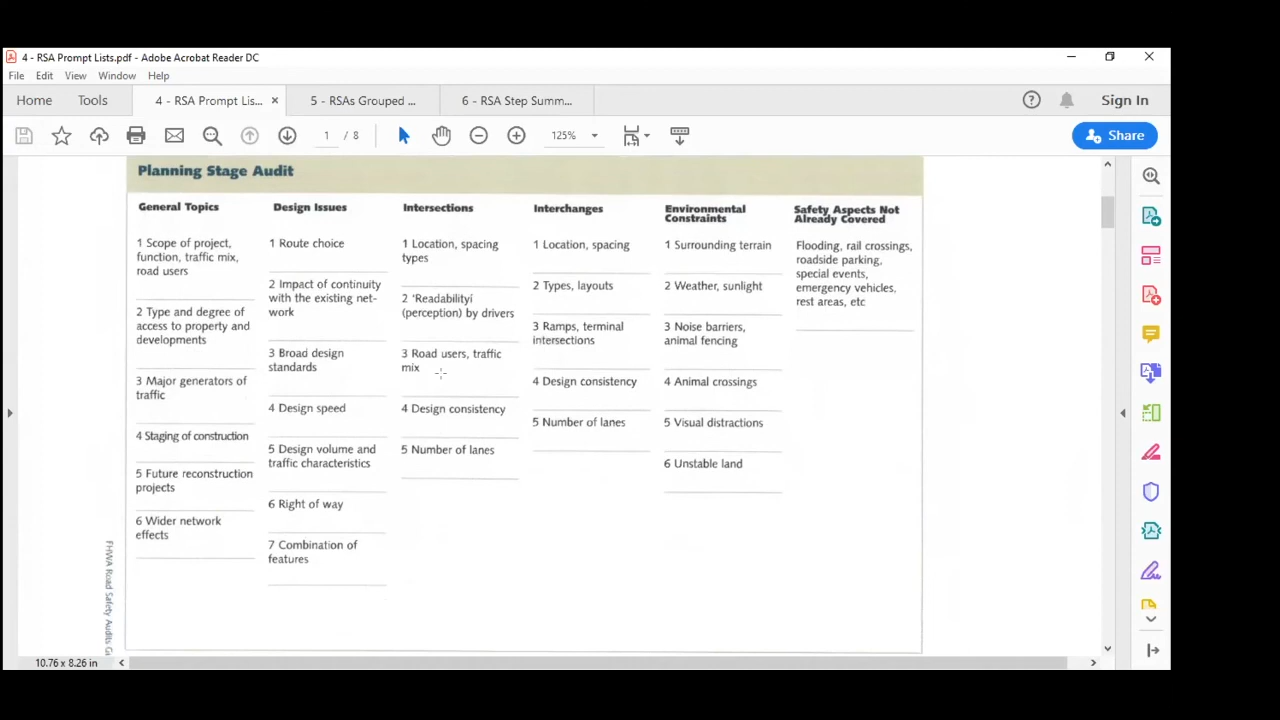 4 - RSA Prompt Lists.pdf - Adobe Acrobat Reader DC
File Edit View Window Help
Home Tools 4 - RSA Prompt Lis... × 5 - RSAs Grouped ... 6 - RSA Step Summ... Sign In
1 / 8 125% Share
Planning Stage Audit
General Topics
1 Scope of project,
function, traffic mix,
road users
2 Type and degree of
access to property and
developments
3 Major generators of
traffic
4 Staging of construction
5 Future reconstruction
projects
6 Wider network
effects
Design Issues
1 Route choice
2 Impact of continuity
with the existing net-
work
3 Broad design
standards
4 Design speed
5 Design volume and
traffic characteristics
6 Right of way
7 Combination of
features
Intersections
1 Location, spacing
types
2 'Readabilityí
(perception) by drivers
3 Road users, traffic
mix
4 Design consistency
5 Number of lanes
Interchanges
1 Location, spacing
2 Types, layouts
3 Ramps, terminal
intersections
4 Design consistency
5 Number of lanes
Environmental
Constraints
1 Surrounding terrain
2 Weather, sunlight
3 Noise barriers,
animal fencing
4 Animal crossings
5 Visual distractions
6 Unstable land
Safety Aspects Not
Already Covered
Flooding, rail crossings,
roadside parking,
special events,
emergency vehicles,
rest areas, etc
FHWA Road Safety Audits G
10.76 x 8.26 in